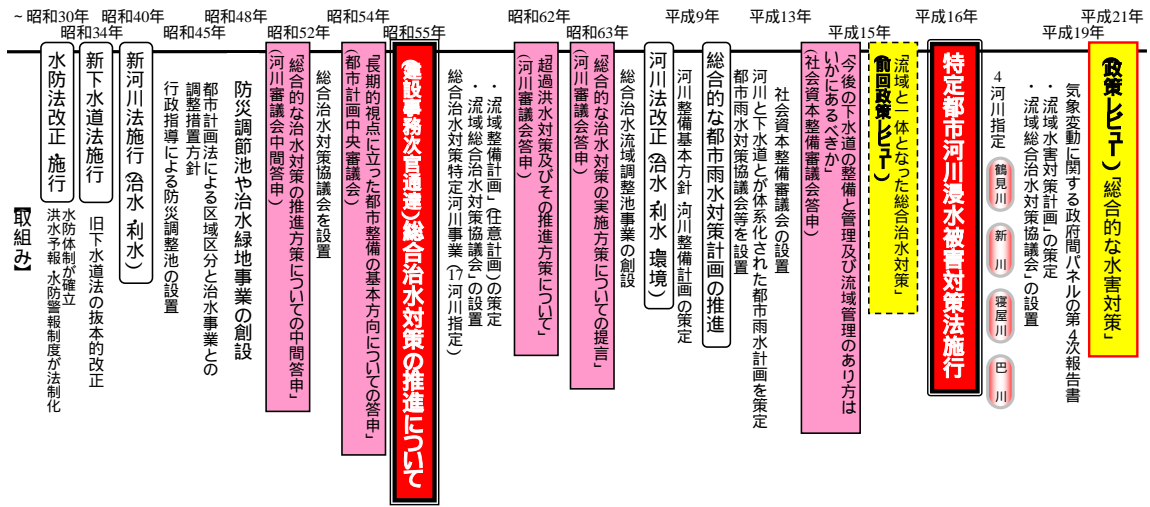 ~昭和30年
昭和34年
昭和40年
昭和45年
昭和48年
昭和52年
昭和54年
昭和55年
昭和62年
昭和63年
平成9年
平成13年
平成15年
平成16年
平成19年
平成21年
【取組み】
水防法改正・施行
水防体制が確立
洪水予報・水防警報制度が法制化
新下水道法施行
旧下水道法の抜本的改正
新河川法施行(治水・利水)
都市計画法による区域区分と治水事業との
調整措置方針
行政指導による防災調整池の設置
防災調節池や治水緑地事業の創設
「総合的な治水対策の推進方策についての中間答申」
(河川審議会中間答申)
総合治水対策協議会を設置
「長期的視点に立った都市整備の基本方向についての答申」
(都市計画中央審議会)
(建設事務次官通達)総合治水対策の推進について
・「流域整備計画」(任意計画)の策定
・「流域総合治水対策協議会」の設置
総合治水対策特定河川事業(17河川指定)
「超過洪水対策及びその推進方策について」
(河川審議会答申)
「総合的な治水対策の実施方策についての提言」
(河川審議会答申)
総合治水流域調整池事業の創設
河川法改正(治水・利水・環境)
河川整備基本方針・河川整備計画の策定
総合的な都市雨水対策計画の推進
河川と下水道とが体系化された都市雨水計画を策定
都市雨水対策協議会等を設置
社会資本整備審議会の設置
「今後の下水道の整備と管理及び流域管理のあり方は
いかにあるべきか」
(社会資本整備審議会答申)
「流域と一体となった総合治水対策」
(前回政策レビュー)
特定都市河川浸水被害対策法施行
4河川指定
鶴見川
新川
寝屋川
巴川
・「流域水害対策計画」の策定
・「流域総合治水対策協議会」の設置
気象変動に関する政府間パネルの第4次報告書
(政策レビュー)「総合的な水害対策」